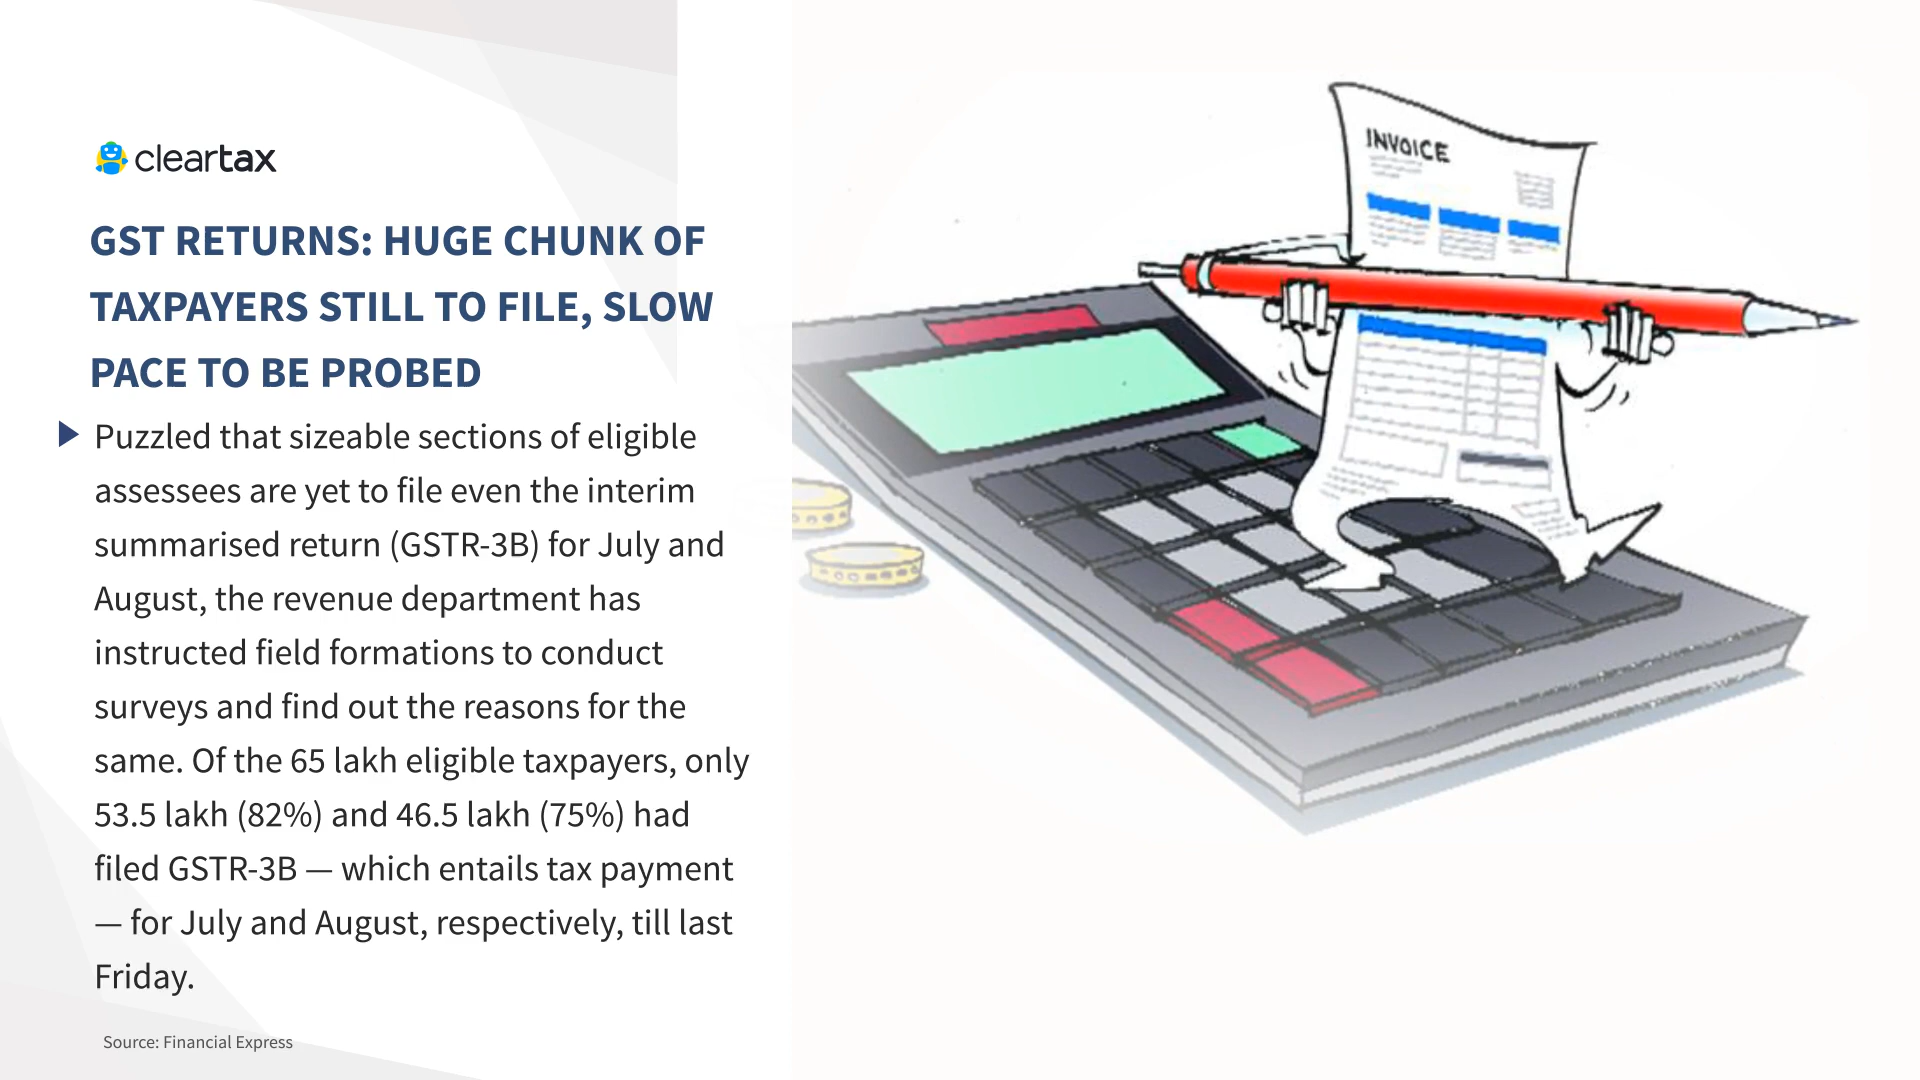 cleartax
GST RETURNS: HUGE CHUNK OF
TAXPAYERS STILL TO FILE, SLOW
PACE TO BE PROBED
Puzzled that sizeable sections of eligible
assessees are yet to file even the interim
summarised return (GSTR-3B) for July and
August, the revenue department has
instructed field formations to conduct
surveys and find out the reasons for the
same. Of the 65 lakh eligible taxpayers, only
53.5 lakh (82%) and 46.5 lakh (75%) had
filed GSTR-3B — which entails tax payment
— for July and August, respectively, till last
Friday.
Source: Financial Express
INVOICE